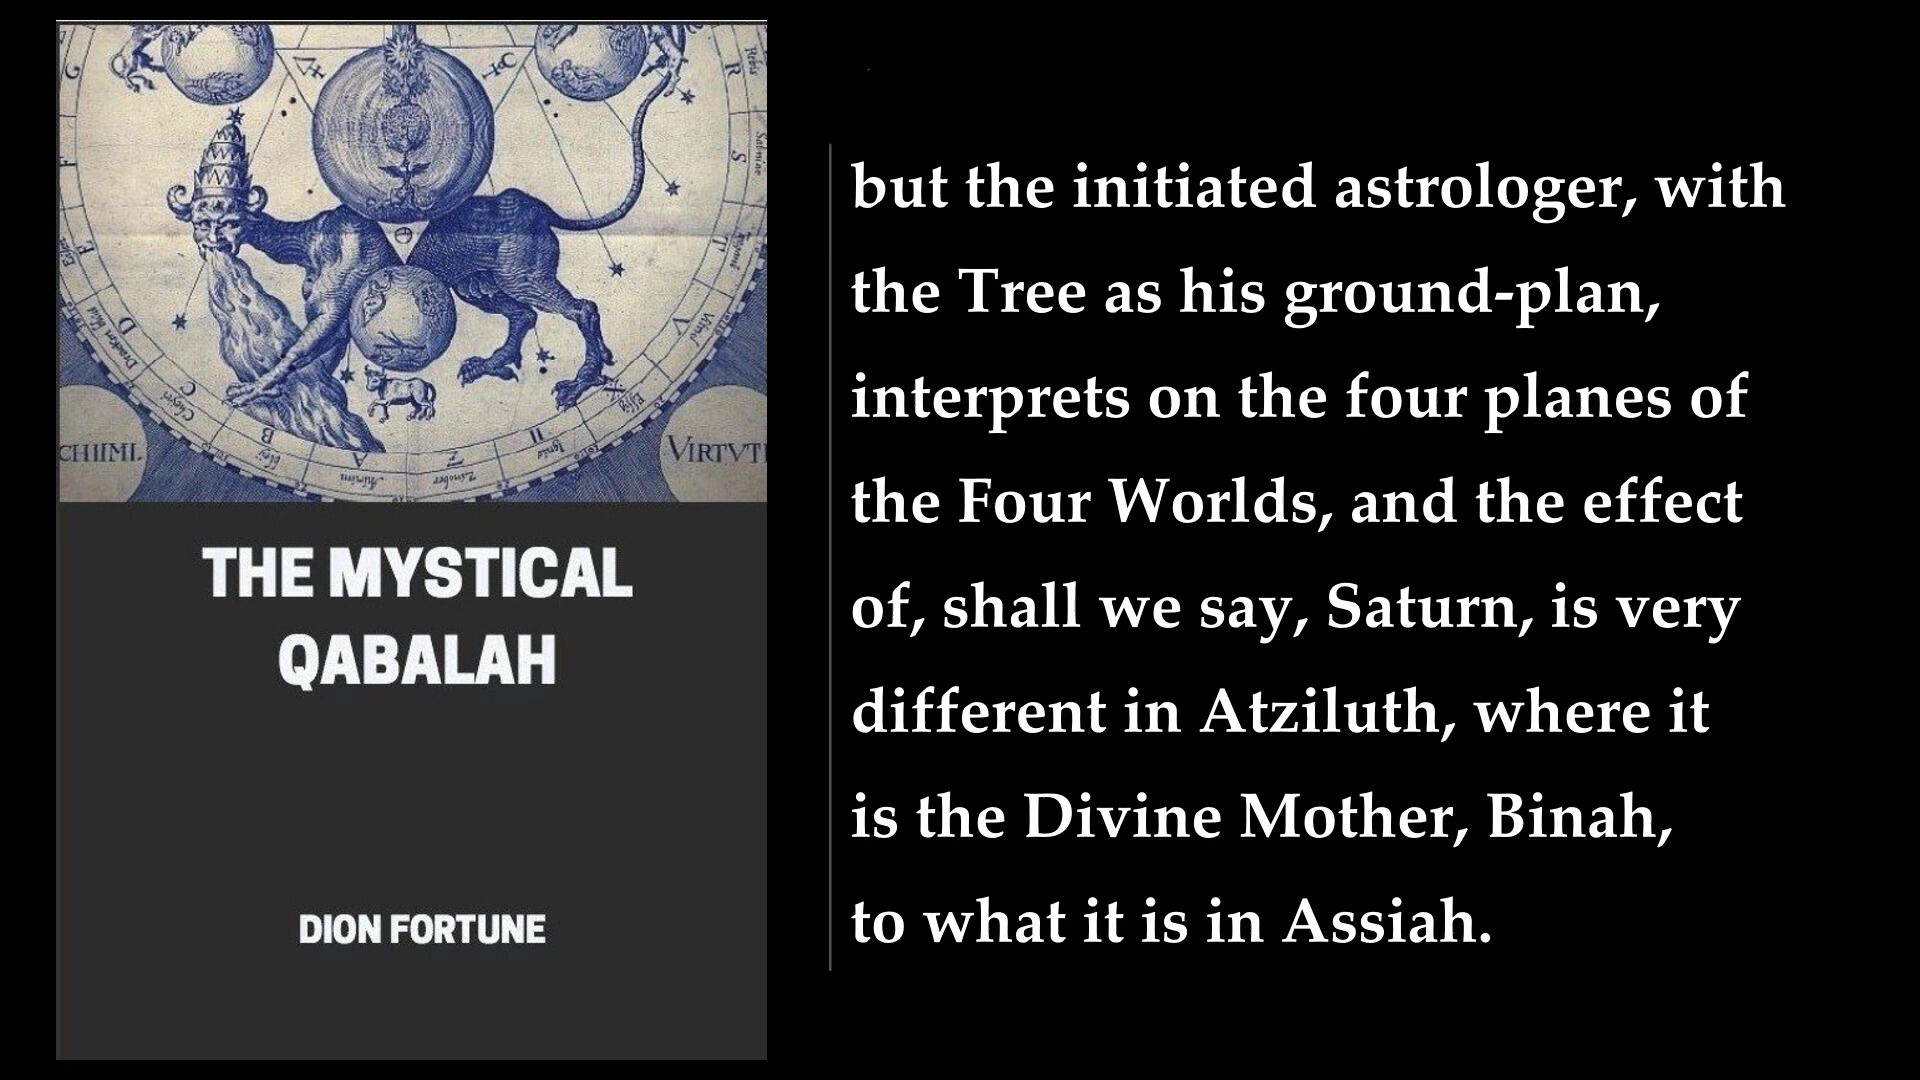 THE MYSTICAL
QABALAH
DION FORTUNE
CHIIMI.
VIRTVTI
but the initiated astrologer, with
the Tree as his ground-plan,
interprets on the four planes of
the Four Worlds, and the effect
of, shall we say, Saturn, is very
different in Atziluth, where it
is the Divine Mother, Binah,
to what it is in Assiah.